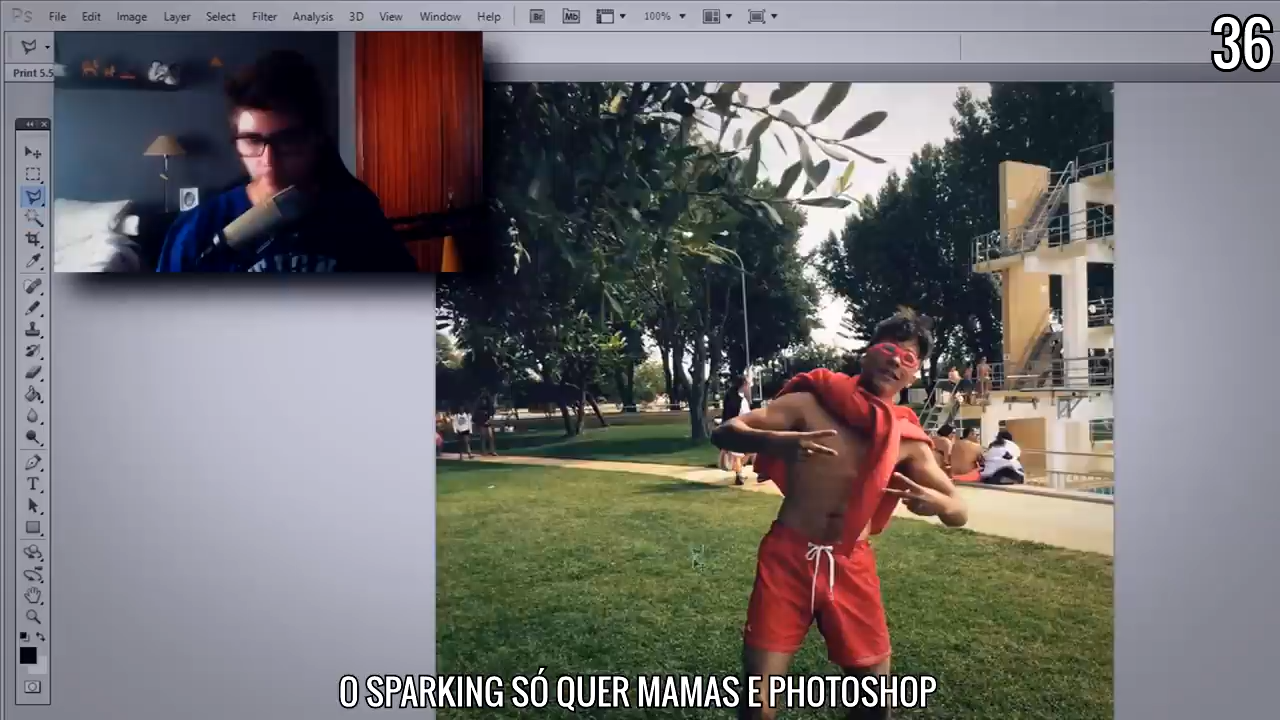 Ps File Edit Image Layer Select Filter Analysis 3D View Window Help Br Mb 100%
36
Print 5.5
O SPARKING SÓ QUER MAMAS E PHOTOSHOP